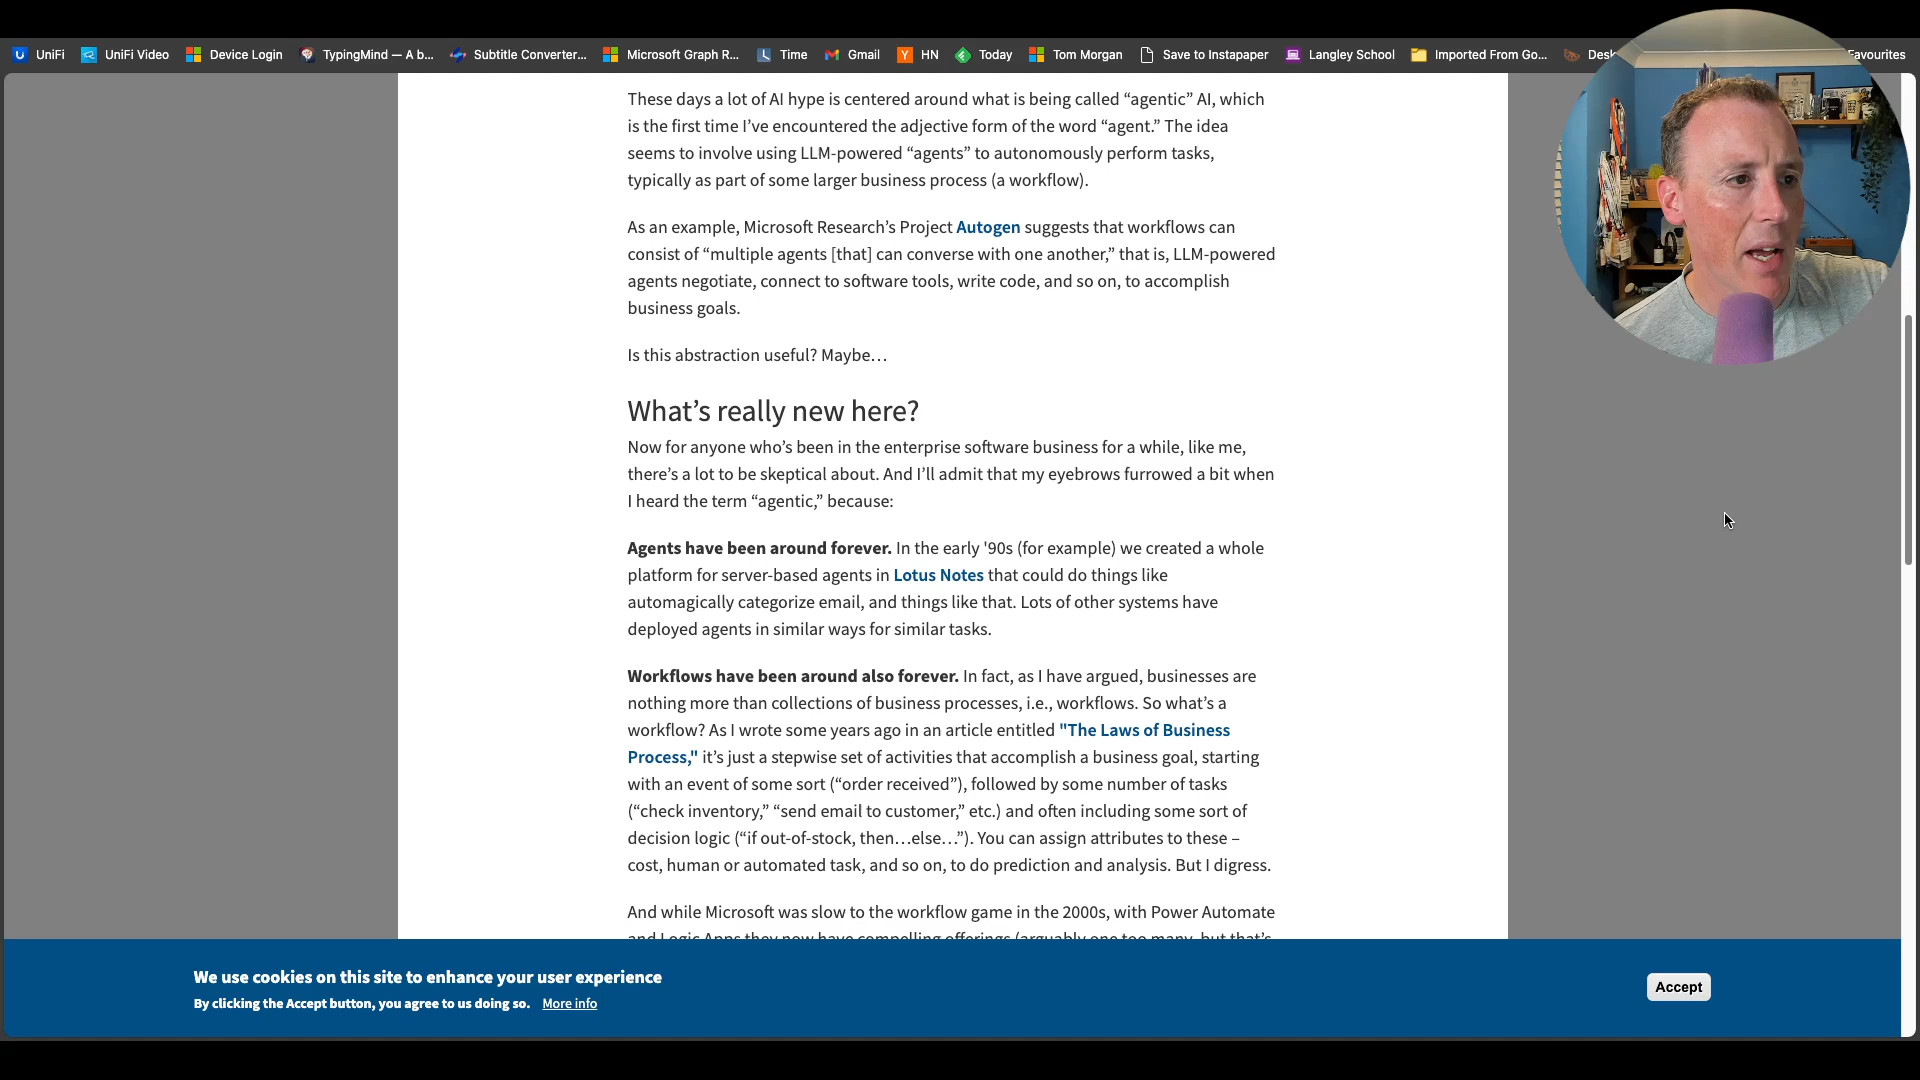 UniFi
UniFi Video
Device Login
TypingMind — A b...
Subtitle Converter...
Microsoft Graph R...
Time
Gmail
HN
Today
Tom Morgan
Save to Instapaper
Langley School
Imported From Go...
Favourites
These days a lot of AI hype is centered around what is being called “agentic” AI, which
is the first time I’ve encountered the adjective form of the word “agent.” The idea
seems to involve using LLM-powered “agents” to autonomously perform tasks,
typically as part of some larger business process (a workflow).
As an example, Microsoft Research’s Project Autogen suggests that workflows can
consist of “multiple agents [that] can converse with one another,” that is, LLM-powered
agents negotiate, connect to software tools, write code, and so on, to accomplish
business goals.
Is this abstraction useful? Maybe…
What’s really new here?
Now for anyone who’s been in the enterprise software business for a while, like me,
there’s a lot to be skeptical about. And I’ll admit that my eyebrows furrowed a bit when
I heard the term “agentic,” because:
Agents have been around forever. In the early '90s (for example) we created a whole
platform for server-based agents in Lotus Notes that could do things like
automagically categorize email, and things like that. Lots of other systems have
deployed agents in similar ways for similar tasks.
Workflows have been around also forever. In fact, as I have argued, businesses are
nothing more than collections of business processes, i.e., workflows. So what’s a
workflow? As I wrote some years ago in an article entitled "The Laws of Business
Process," it’s just a stepwise set of activities that accomplish a business goal, starting
with an event of some sort (“order received”), followed by some number of tasks
(“check inventory,” “send email to customer,” etc.) and often including some sort of
decision logic (“if out-of-stock, then…else…”). You can assign attributes to these –
cost, human or automated task, and so on, to do prediction and analysis. But I digress.
And while Microsoft was slow to the workflow game in the 2000s, with Power Automate
and Logic Apps they now have compelling offerings (arguably one too many, but that’s
We use cookies on this site to enhance your user experience
By clicking the Accept button, you agree to us doing so. More info
Accept